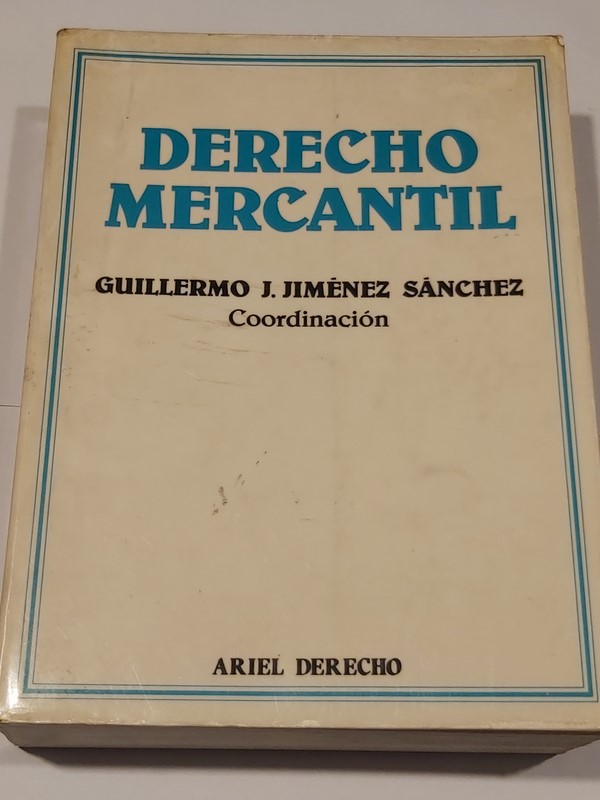 DERECHO
MERCANTIL
GUILLERMO J. JIMÉNEZ SÁNCHEZ
Coordinación
ARIEL DERECHO